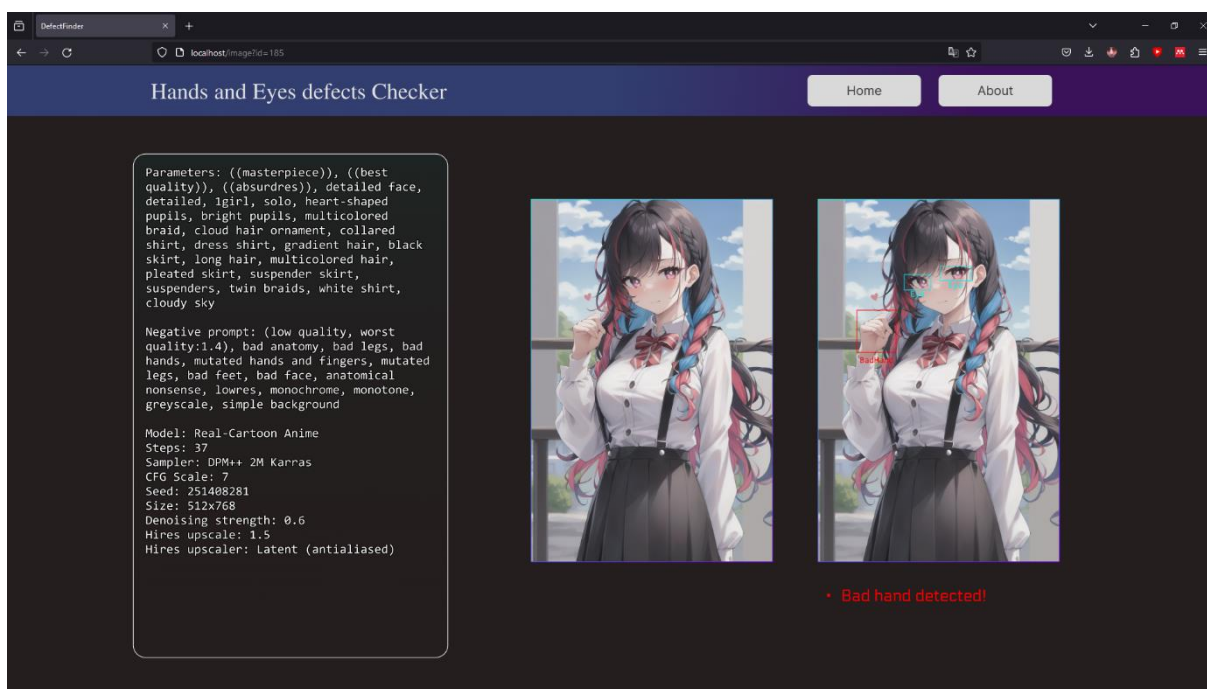 DefectFinder
localhost/image?id=185
Hands and Eyes defects Checker
Home
About
Parameters: ((masterpiece)), ((best
quality)), ((absurdres)), detailed face,
detailed, 1girl, solo, heart-shaped
pupils, bright pupils, multicolored
braid, cloud hair ornament, collared
shirt, dress shirt, gradient hair, black
skirt, long hair, multicolored hair,
pleated skirt, suspender skirt,
suspenders, twin braids, white shirt,
cloudy sky
Negative prompt: (low quality, worst
quality:1.4), bad anatomy, bad legs, bad
hands, mutated hands and fingers, mutated
legs, bad feet, bad face, anatomical
nonsense, lowres, monochrome, monotone,
greyscale, simple background
Model: Real-Cartoon Anime
Steps: 37
Sampler: DPM++ 2M Karras
CFG Scale: 7
Seed: 251408281
Size: 512x768
Denoising strength: 0.6
Hires upscale: 1.5
Hires upscaler: Latent (antialiased)
• Bad hand detected!